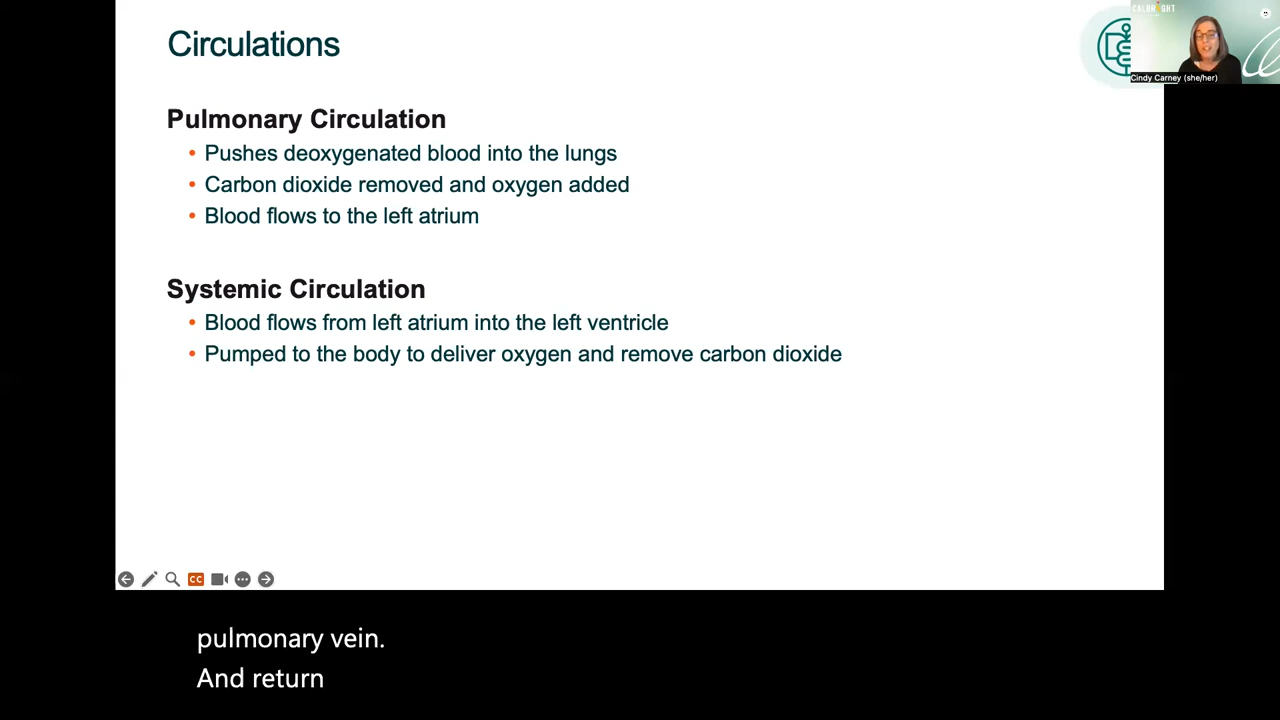 Circulations
CALBRIGHT
Cindy Carney (she/her)
Pulmonary Circulation
• Pushes deoxygenated blood into the lungs
• Carbon dioxide removed and oxygen added
• Blood flows to the left atrium
Systemic Circulation
• Blood flows from left atrium into the left ventricle
• Pumped to the body to deliver oxygen and remove carbon dioxide
CC
pulmonary vein.
And return